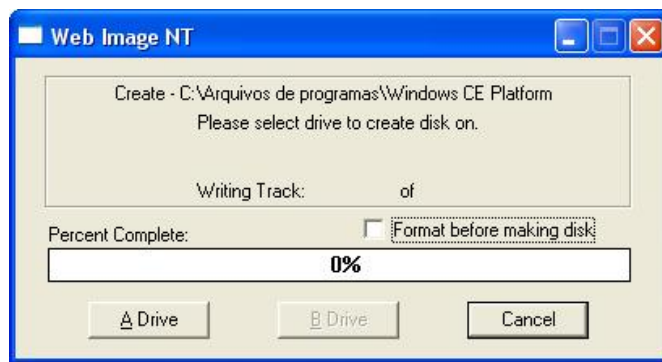 Web Image NT
Create - C:\Arquivos de programas\Windows CE Platform
Please select drive to create disk on.
Writing Track: of
Percent Complete: Format before making disk
0%
A Drive B Drive Cancel